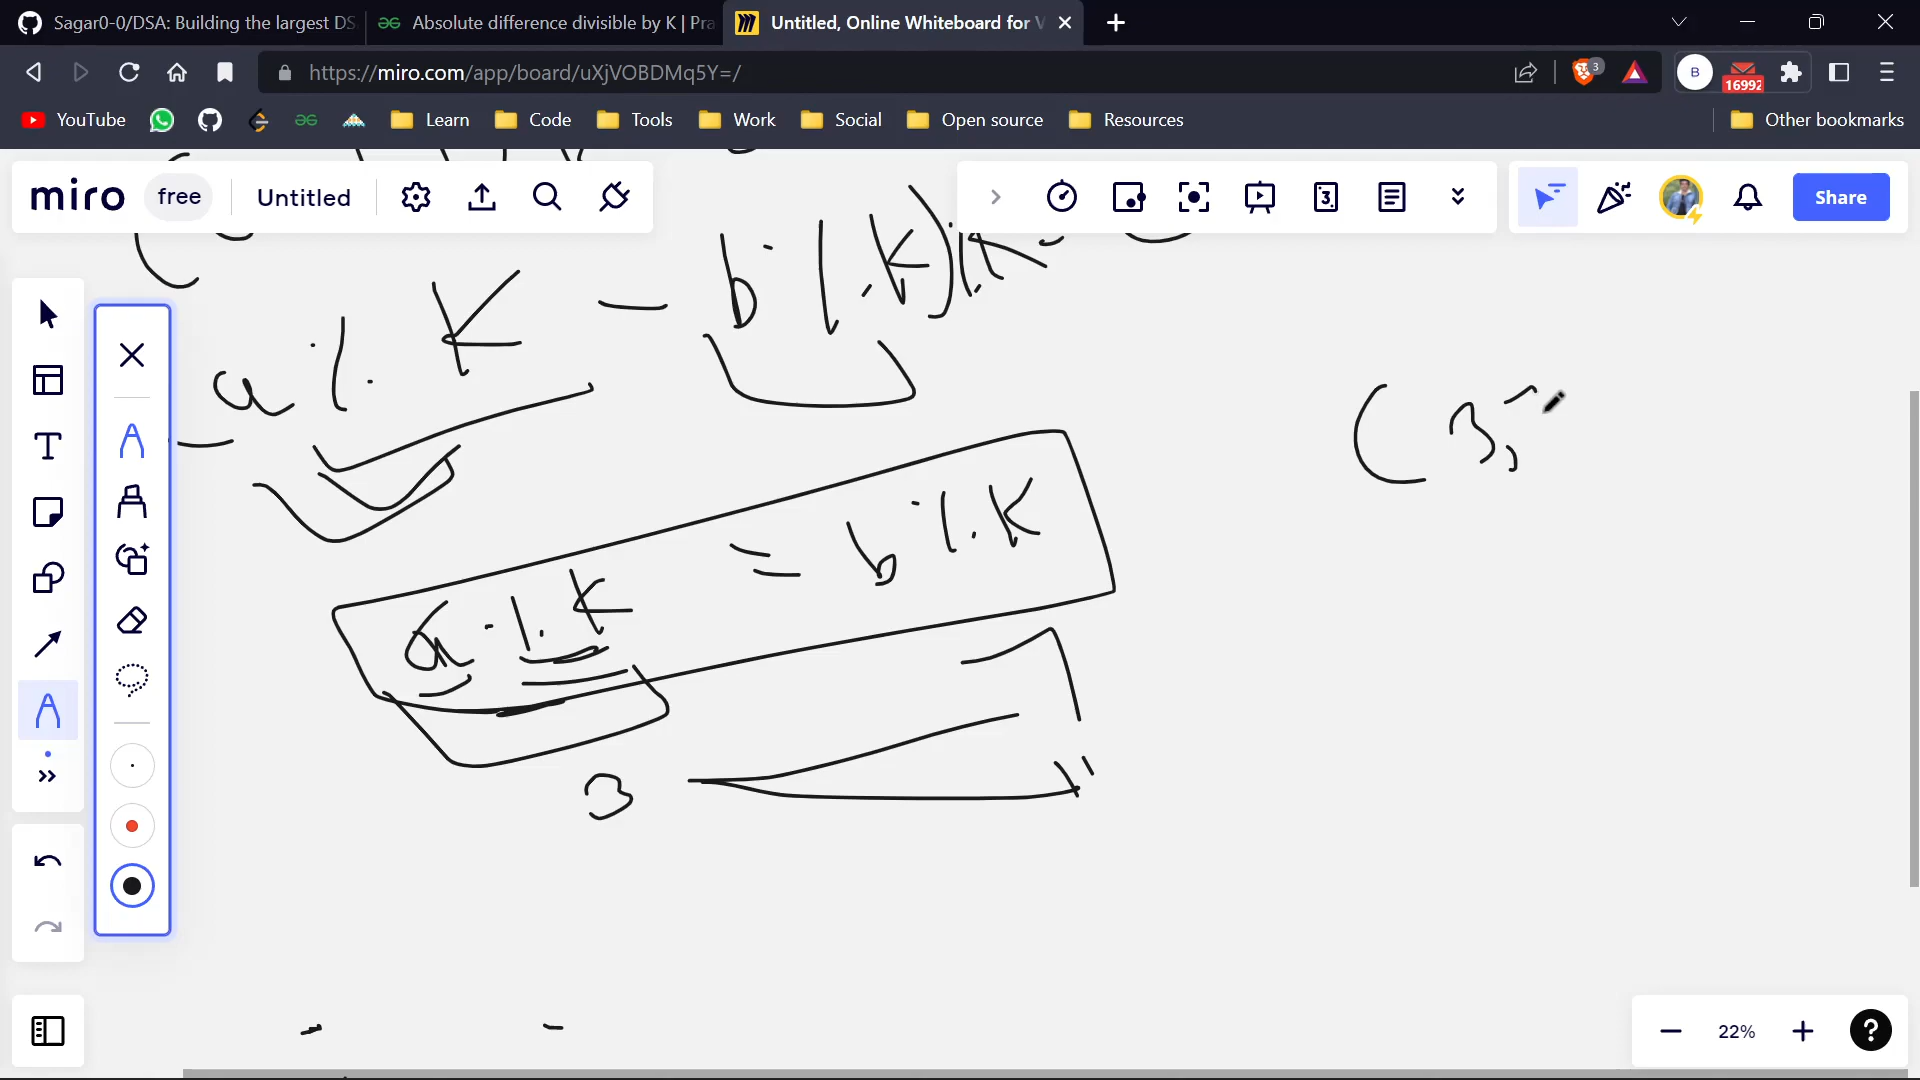 Sagar0-0/DSA: Building the largest DS
Absolute difference divisible by K | Pra
Untitled, Online Whiteboard for V
https://miro.com/app/board/uXjVOBDMq5Y=/
3
B
16992
YouTube
Learn
Code
Tools
Work
Social
Open source
Resources
Other bookmarks
miro
free
Untitled
3
Share
a % K - b % K) % K =
(3,
a % K = b % K
3
22%